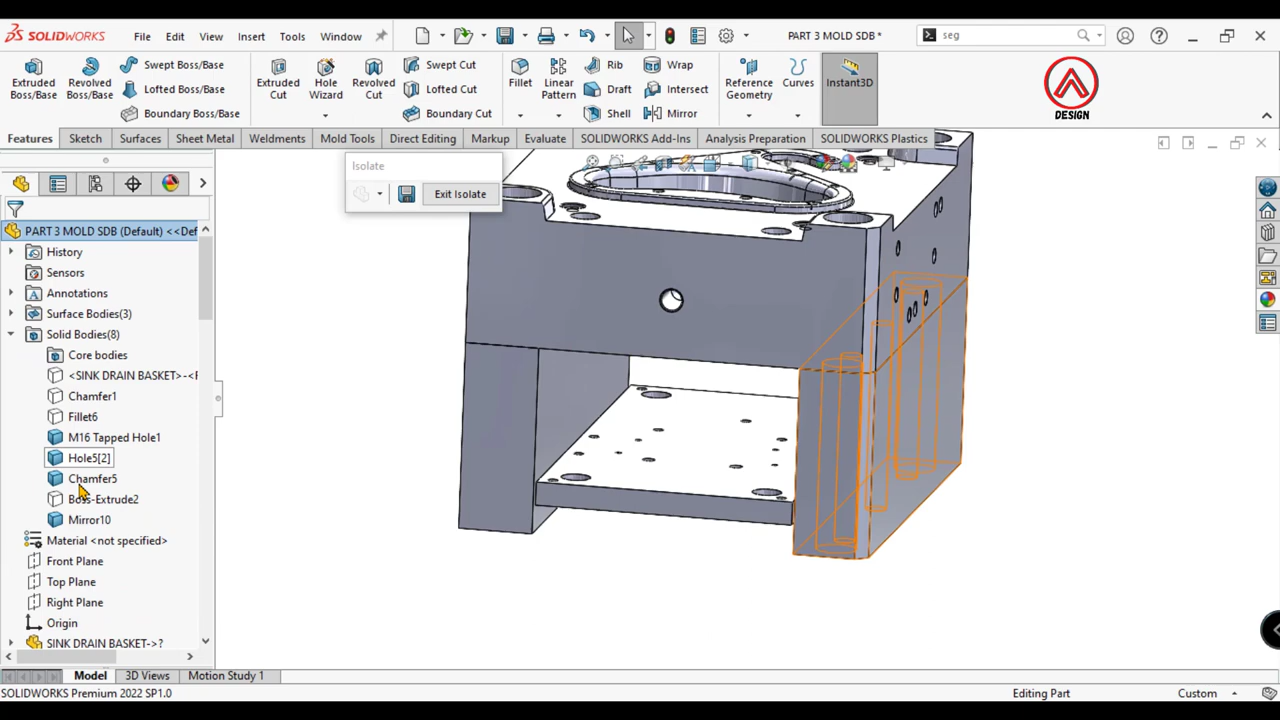 SOLIDWORKS File Edit View Insert Tools Window PART 3 MOLD SDB * seg
Extruded Boss/Base
Revolved Boss/Base
Swept Boss/Base
Lofted Boss/Base
Boundary Boss/Base
Extruded Cut
Hole Wizard
Revolved Cut
Swept Cut
Lofted Cut
Boundary Cut
Fillet
Linear Pattern
Rib
Draft
Shell
Wrap
Intersect
Mirror
Reference Geometry
Curves
Instant3D
DESIGN
Features Sketch Surfaces Sheet Metal Weldments Mold Tools Direct Editing Markup Evaluate SOLIDWORKS Add-Ins Analysis Preparation SOLIDWORKS Plastics
Isolate
Exit Isolate
PART 3 MOLD SDB (Default) <<Def
History
Sensors
Annotations
Surface Bodies(3)
Solid Bodies(8)
Core bodies
<SINK DRAIN BASKET>-<F
Chamfer1
Fillet6
M16 Tapped Hole1
Hole5[2]
Chamfer5
Boss-Extrude2
Mirror10
Material <not specified>
Front Plane
Top Plane
Right Plane
Origin
SINK DRAIN BASKET->?
Model 3D Views Motion Study 1
SOLIDWORKS Premium 2022 SP1.0 Editing Part Custom